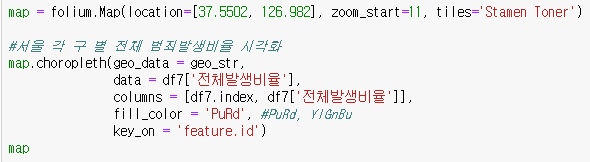 map = folium.Map(location=[37.5502, 126.982], zoom_start=11, tiles='Stamen Toner')
#서울 각 구 별 전체 범죄발생비율 시각화
map.choropleth(geo_data = geo_str,
data = df7['전체발생비율'],
columns = [df7.index, df7['전체발생비율']],
fill_color = 'PuRd', #PuRd, YlGnBu
key_on = 'feature.id')
map